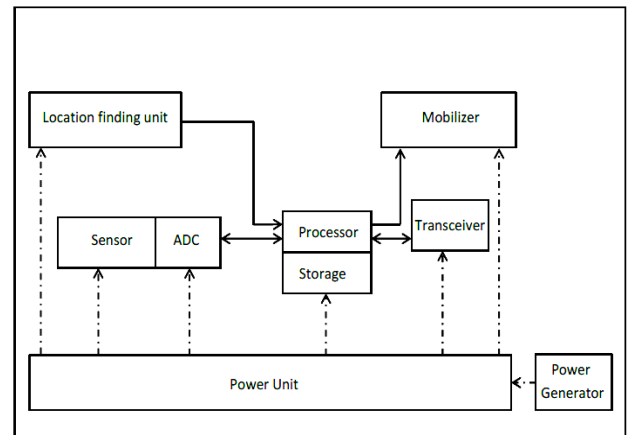 Location finding unit
Mobilizer
Sensor
ADC
Processor
Storage
Transceiver
Power Unit
Power
Generator